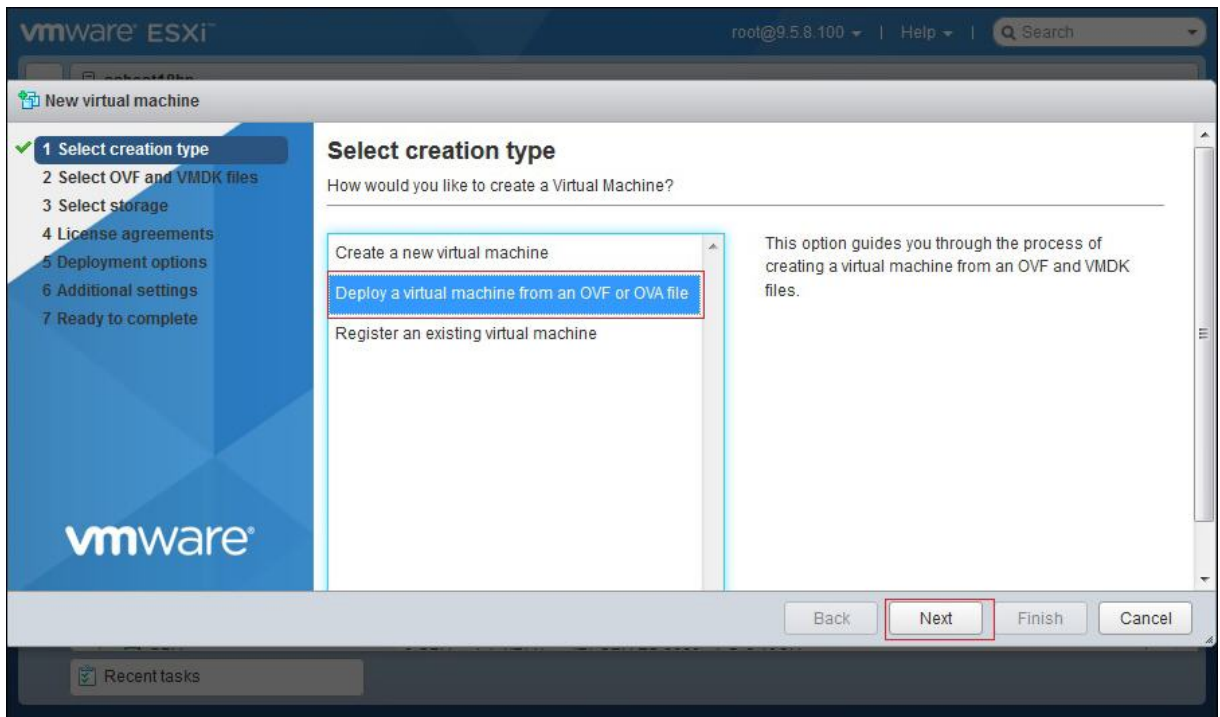 vmware ESXi™
root@9.5.8.100 | Help | Search
New virtual machine
1 Select creation type
2 Select OVF and VMDK files
3 Select storage
4 License agreements
5 Deployment options
6 Additional settings
7 Ready to complete
vmware®
Select creation type
How would you like to create a Virtual Machine?
Create a new virtual machine
Deploy a virtual machine from an OVF or OVA file
Register an existing virtual machine
This option guides you through the process of
creating a virtual machine from an OVF and VMDK
files.
Back Next Finish Cancel
Recent tasks